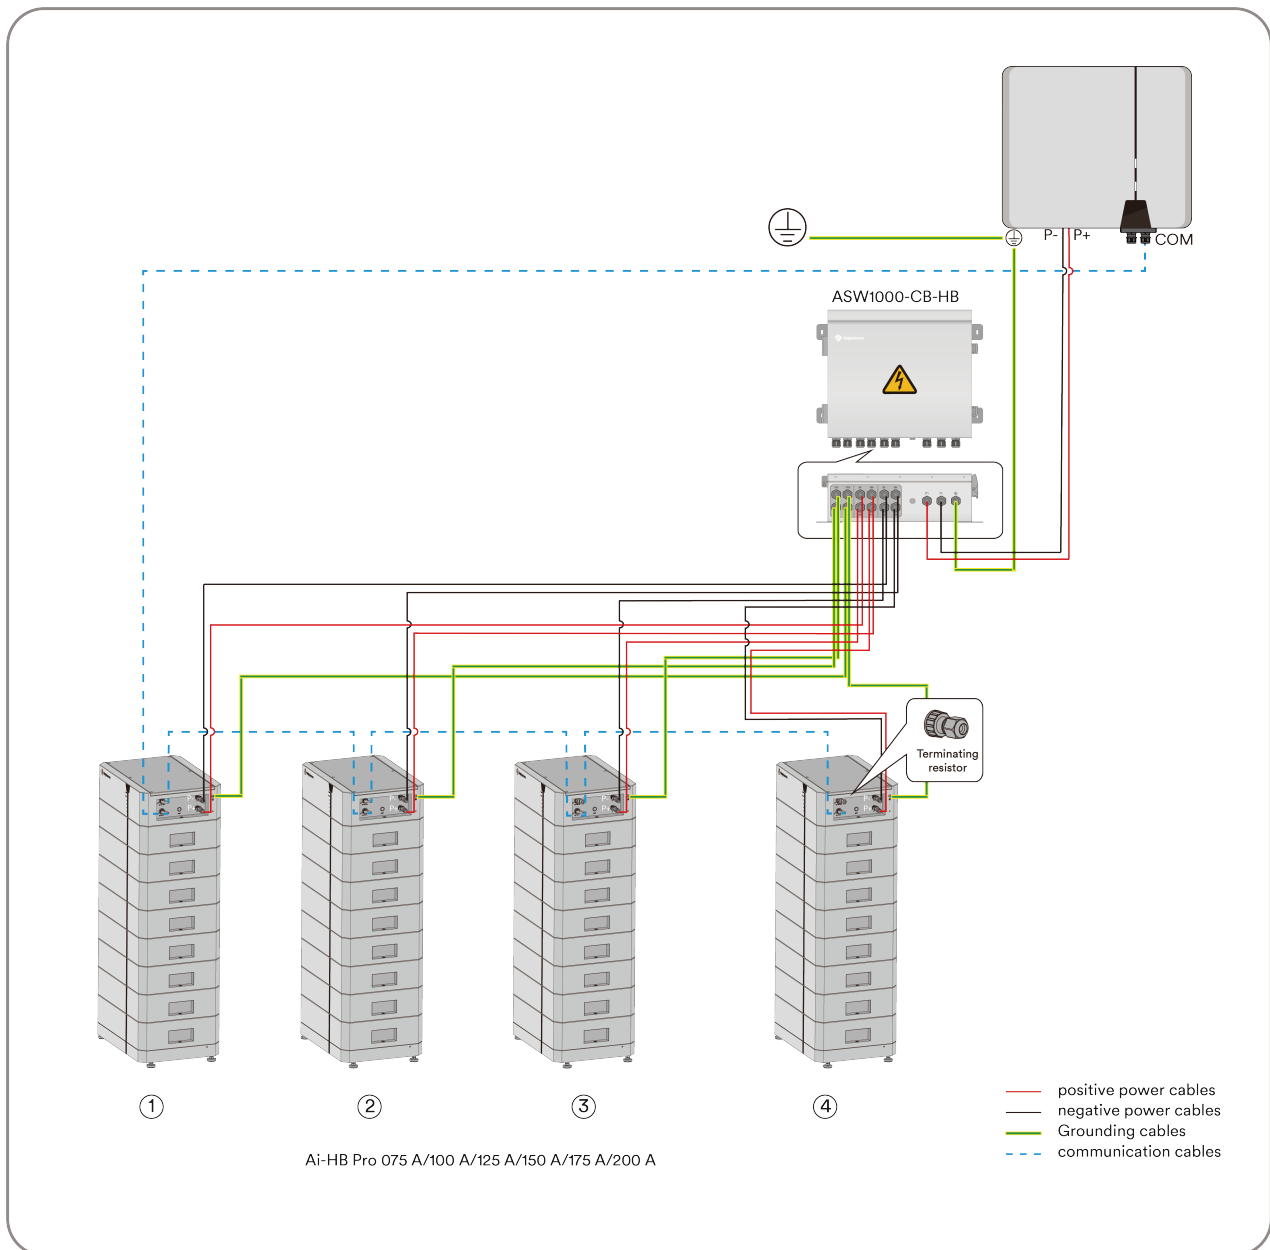 P-
P+
COM
ASW1000-CB-HB
Terminating
resistor
1
2
3
4
positive power cables
negative power cables
Grounding cables
communication cables
Ai-HB Pro 075 A/100 A/125 A/150 A/175 A/200 A